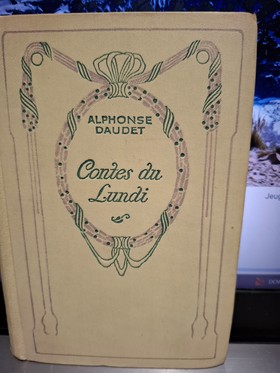 ALPHONSE
DAUDET
Contes du
Lundi